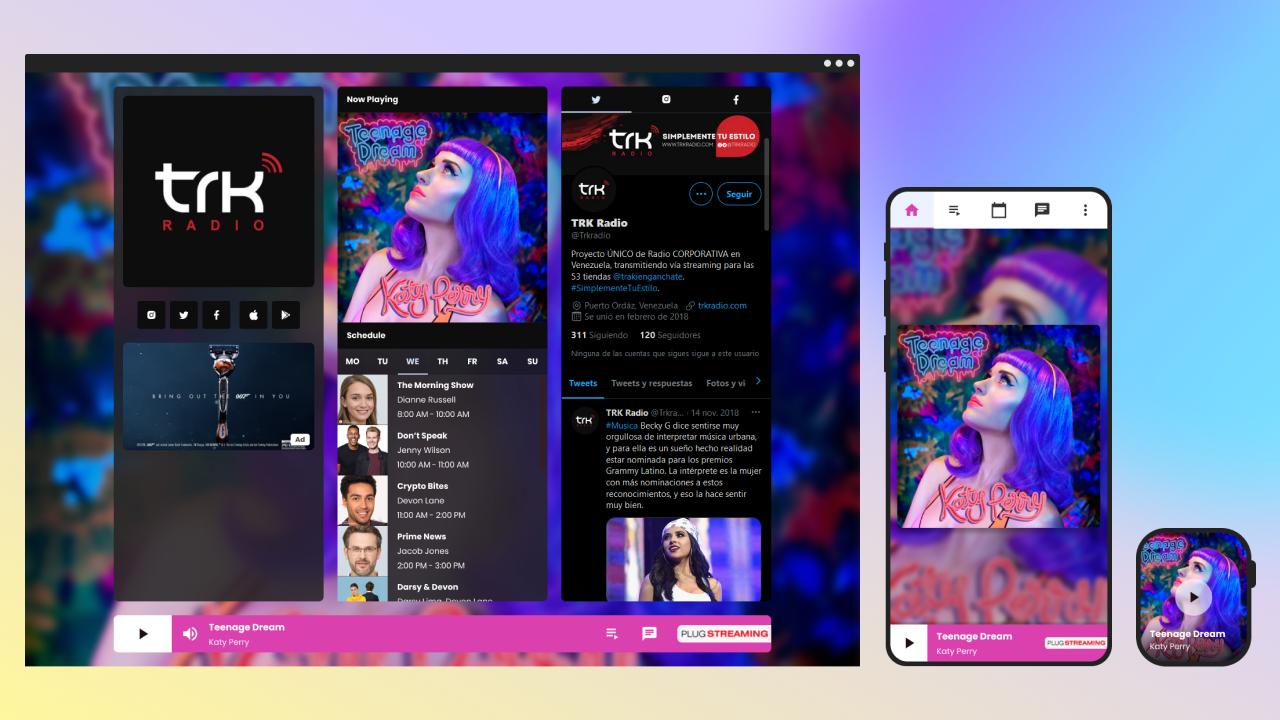 trk
RADIO
BRING OUT THE 007 IN YOU
Ad
Now Playing
Teenage
Dream
Katy Perry
Schedule
MO TU WE TH FR SA SU
The Morning Show
Dianne Russell
8:00 AM - 10:00 AM
Don't Speak
Jenny Wilson
10:00 AM - 11:00 AM
Crypto Bites
Devon Lane
11:00 AM - 2:00 PM
Prime News
Jacob Jones
2:00 PM - 3:00 PM
Darsy & Devon
Darsy Lima, Devon Lane
trk
RADIO
SIMPLEMENTE TU ESTILO
WWW.TRKRADIO.COM @TRKRADIO
trk
Seguir
TRK Radio
@Trkradio
Proyecto ÚNICO de Radio CORPORATIVA en
Venezuela, transmitiendo vía streaming para las
53 tiendas @trakienganchate.
#SimplementeTuEstilo.
Puerto Ordáz, Venezuela trkradio.com
Se unió en febrero de 2018
311 Siguiendo 120 Seguidores
Ninguna de las cuentas que sigues sigue a este usuario
Tweets Tweets y respuestas Fotos y vi
trk
TRK Radio @Trkra... · 14 nov. 2018
#Musica Becky G dice sentirse muy
orgullosa de interpretar música urbana,
y para ella es un sueño hecho realidad
estar nominada para los premios
Grammy Latino. La intérprete es la mujer
con más nominaciones a estos
reconocimientos, y eso la hace sentir
muy bien.
Teenage Dream
Katy Perry
PLUGSTREAMING
Teenage
Dream
Katy Perry
Teenage Dream
Katy Perry
PLUGSTREAMING
Teenage
Dream
Teenage Dream
Katy Perry